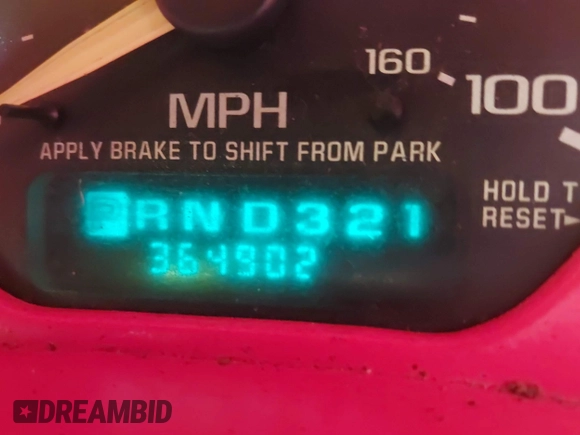 160
100
MPH
APPLY BRAKE TO SHIFT FROM PARK
HOLD T
RESET
PRND321
364902
DREAMBID